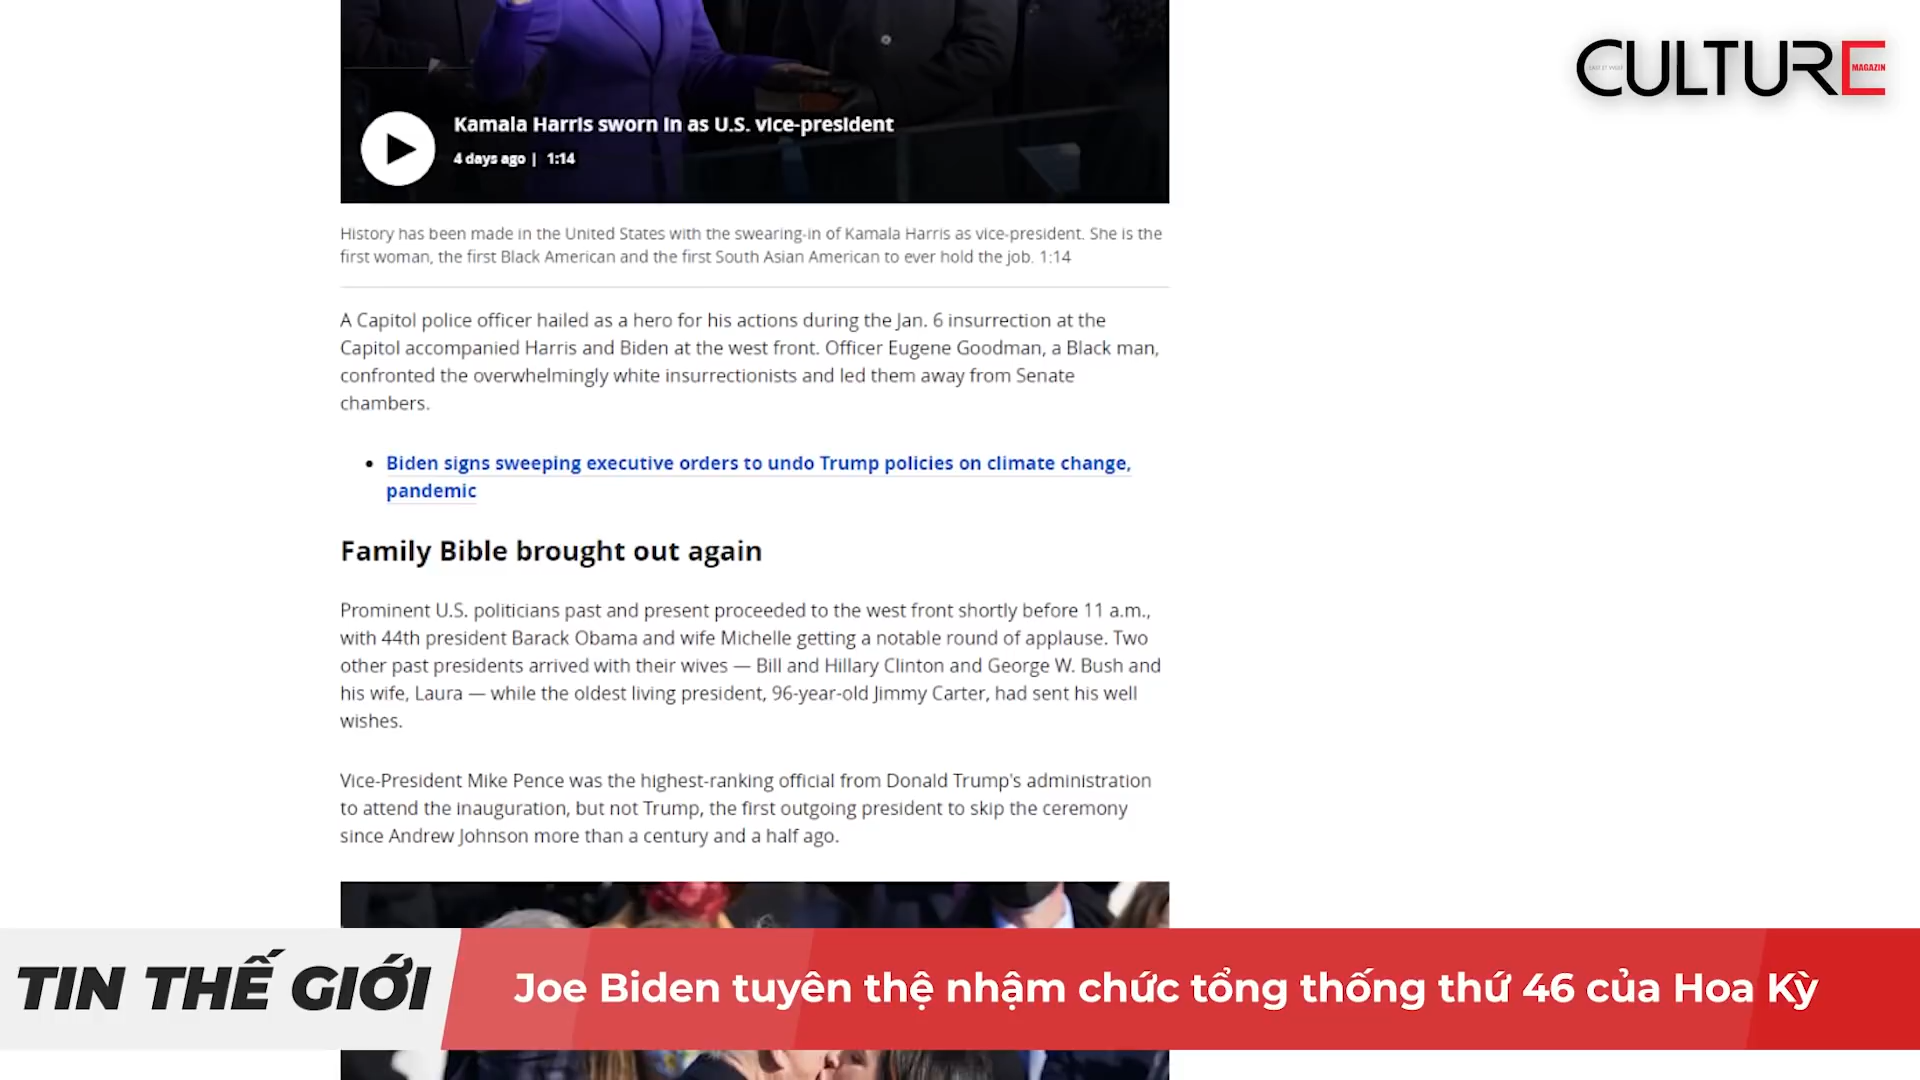 CULTURE
MAGAZIN
Kamala Harris sworn in as U.S. vice-president
4 days ago | 1:14
History has been made in the United States with the swearing-in of Kamala Harris as vice-president. She is the
first woman, the first Black American and the first South Asian American to ever hold the job. 1:14
A Capitol police officer hailed as a hero for his actions during the Jan. 6 insurrection at the
Capitol accompanied Harris and Biden at the west front. Officer Eugene Goodman, a Black man,
confronted the overwhelmingly white insurrectionists and led them away from Senate
chambers.
• Biden signs sweeping executive orders to undo Trump policies on climate change,
pandemic
Family Bible brought out again
Prominent U.S. politicians past and present proceeded to the west front shortly before 11 a.m.,
with 44th president Barack Obama and wife Michelle getting a notable round of applause. Two
other past presidents arrived with their wives — Bill and Hillary Clinton and George W. Bush and
his wife, Laura — while the oldest living president, 96-year-old Jimmy Carter, had sent his well
wishes.
Vice-President Mike Pence was the highest-ranking official from Donald Trump's administration
to attend the inauguration, but not Trump, the first outgoing president to skip the ceremony
since Andrew Johnson more than a century and a half ago.
TIN THẾ GIỚI
Joe Biden tuyên thệ nhậm chức tổng thống thứ 46 của Hoa Kỳ